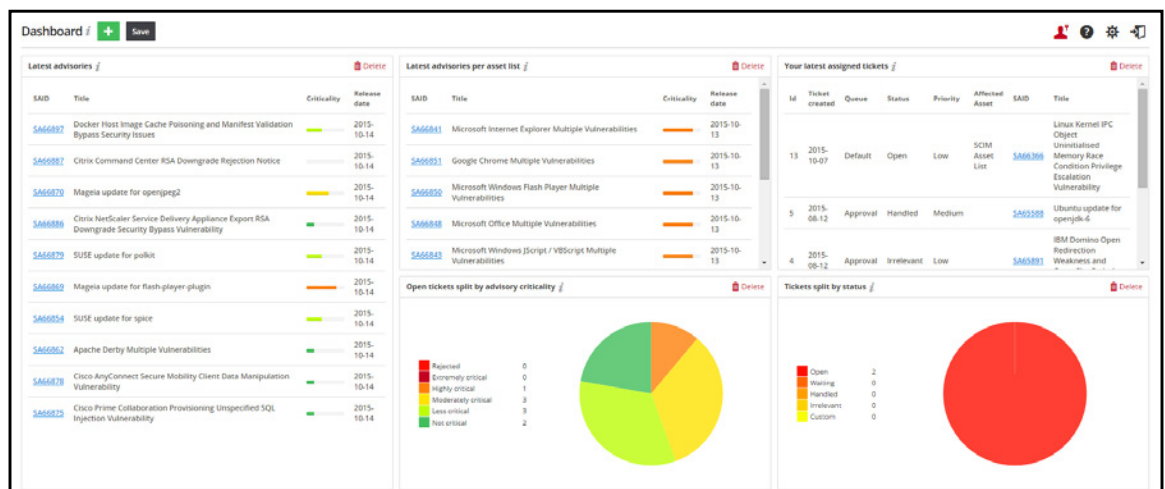 Dashboard i + Save
Latest advisories i Delete
SAID Title Criticality Release date
SA66897 Docker Host Image Cache Poisoning and Manifest Validation Bypass Security Issues 2015-10-14
SA66887 Citrix Command Center RSA Downgrade Rejection Notice 2015-10-14
SA66870 Mageia update for openjpeg2 2015-10-14
SA66886 Citrix NetScaler Service Delivery Appliance Export RSA Downgrade Security Bypass Vulnerability 2015-10-14
SA66879 SUSE update for polkit 2015-10-14
SA66869 Mageia update for flash-player-plugin 2015-10-14
SA66854 SUSE update for spice 2015-10-14
SA66862 Apache Derby Multiple Vulnerabilities 2015-10-14
SA66878 Cisco AnyConnect Secure Mobility Client Data Manipulation Vulnerability 2015-10-14
SA66875 Cisco Prime Collaboration Provisioning Unspecified SQL Injection Vulnerability 2015-10-14
Latest advisories per asset list i Delete
SAID Title Criticality Release date
SA66841 Microsoft Internet Explorer Multiple Vulnerabilities 2015-10-13
SA66851 Google Chrome Multiple Vulnerabilities 2015-10-13
SA66850 Microsoft Windows Flash Player Multiple Vulnerabilities 2015-10-13
SA66848 Microsoft Office Multiple Vulnerabilities 2015-10-13
SA66843 Microsoft Windows JScript / VBScript Multiple Vulnerabilities 2015-10-13
Your latest assigned tickets i Delete
Id Ticket created Queue Status Priority Affected Asset SAID Title
13 2015-10-07 Default Open Low SCIM Asset List SA66366 Linux Kernel IPC Object Uninitialised Memory Race Condition Privilege Escalation Vulnerability
5 2015-08-12 Approval Handled Medium SA65588 Ubuntu update for openjdk-6
4 2015-08-12 Approval Irrelevant Low SA65891 IBM Domino Open Redirection Weakness and
Open tickets split by advisory criticality i Delete
Rejected 0
Extremely critical 0
Highly critical 1
Moderately critical 3
Less critical 3
Not critical 2
Tickets split by status i Delete
Open 2
Waiting 0
Handled 0
Irrelevant 0
Custom 0